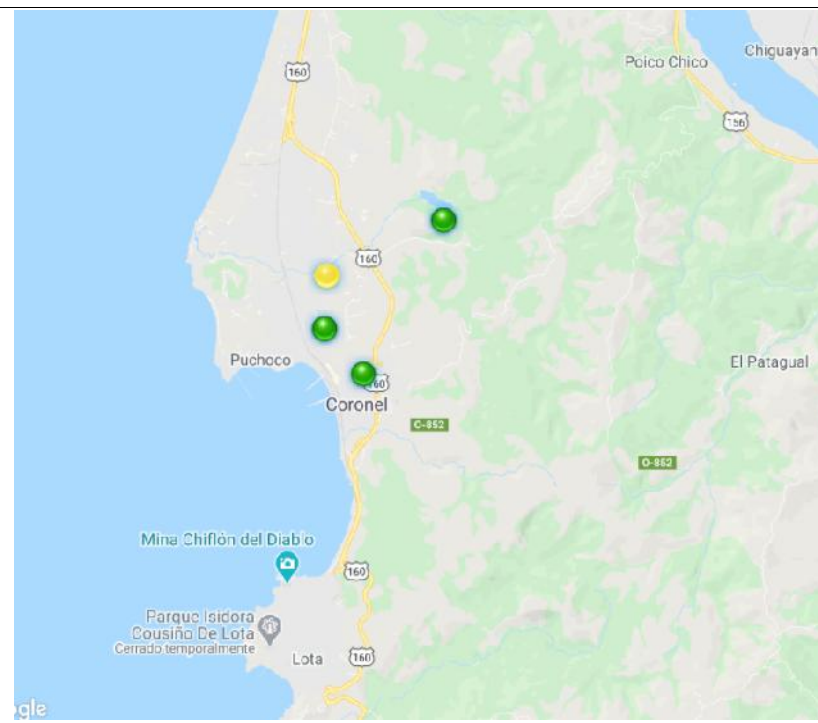 Chiguayan
Poico Chico
160
156
160
Puchoco
El Patagual
160
Coronel
O-852
O-852
Mina Chiflón del Diablo
160
Parque Isidora
Cousiño De Lota
Cerrado temporalmente
Lota
160
ogle